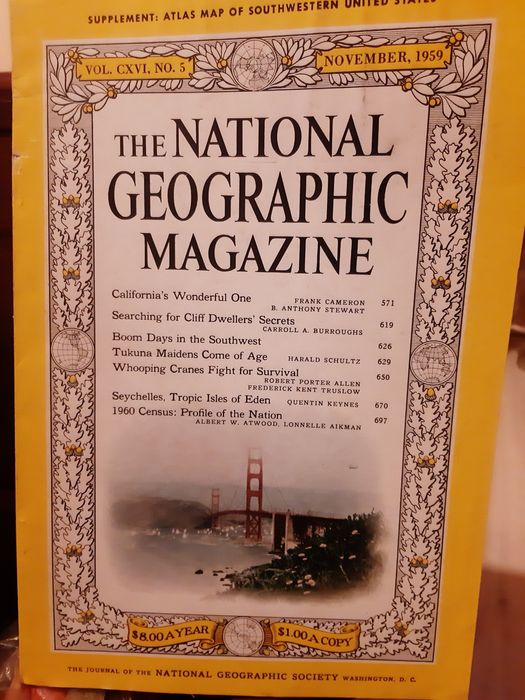 SUPPLEMENT: ATLAS MAP OF SOUTHWESTERN UNITED STATES
VOL. CXVI, NO. 5
NOVEMBER, 1959
THE NATIONAL
GEOGRAPHIC
MAGAZINE
California's Wonderful One FRANK CAMERON 571
B. ANTHONY STEWART
Searching for Cliff Dwellers' Secrets 619
CARROLL A. BURROUGHS
Boom Days in the Southwest 626
Tukuna Maidens Come of Age HARALD SCHULTZ 629
Whooping Cranes Fight for Survival 650
ROBERT PORTER ALLEN
FREDERICK KENT TRUSLOW
Seychelles, Tropic Isles of Eden QUENTIN KEYNES 670
1960 Census: Profile of the Nation 697
ALBERT W. ATWOOD, LONNELLE AIKMAN
$8.00 A YEAR
$1.00 A COPY
THE JOURNAL OF THE NATIONAL GEOGRAPHIC SOCIETY WASHINGTON, D. C.